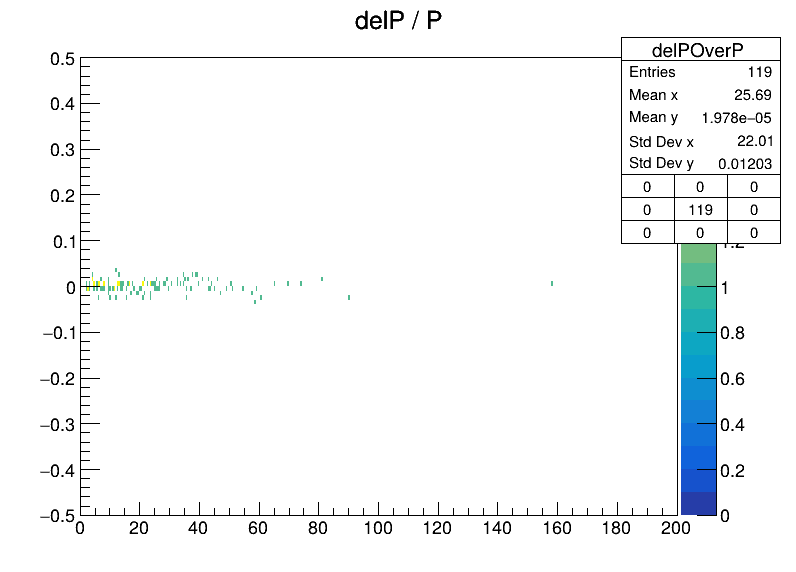 delP / P
delPOverP
Entries 119
Mean x 25.69
Mean y 1.978e−05
Std Dev x 22.01
Std Dev y 0.01203
0 0 0
0 119 0
0 0 0
0.5
0.4
0.3
0.2
0.1
0
−0.1
−0.2
−0.3
−0.4
−0.5
0 20 40 60 80 100 120 140 160 180 200
1.2
1
0.8
0.6
0.4
0.2
0